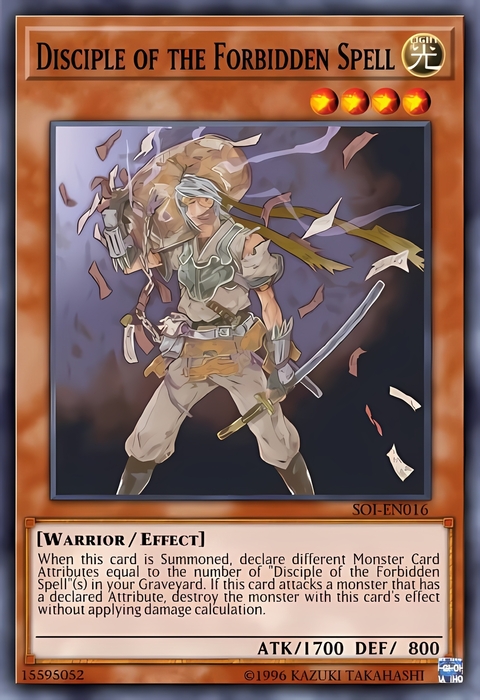 DISCIPLE OF THE FORBIDDEN SPELL
LIGHT
光
SOI-EN016
[WARRIOR / EFFECT]
When this card is Summoned, declare different Monster Card
Attributes equal to the number of "Disciple of the Forbidden
Spell"(s) in your Graveyard. If this card attacks a monster that has
a declared Attribute, destroy the monster with this card's effect
without applying damage calculation.
ATK/1700 DEF/ 800
15595052
©1996 KAZUKI TAKAHASHI